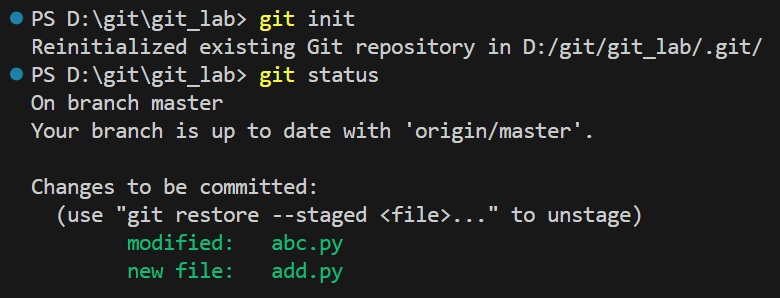 PS D:\git\git_lab> git init
Reinitialized existing Git repository in D:/git/git_lab/.git/
PS D:\git\git_lab> git status
On branch master
Your branch is up to date with 'origin/master'.
Changes to be committed:
  (use "git restore --staged <file>..." to unstage)
        modified:   abc.py
        new file:   add.py